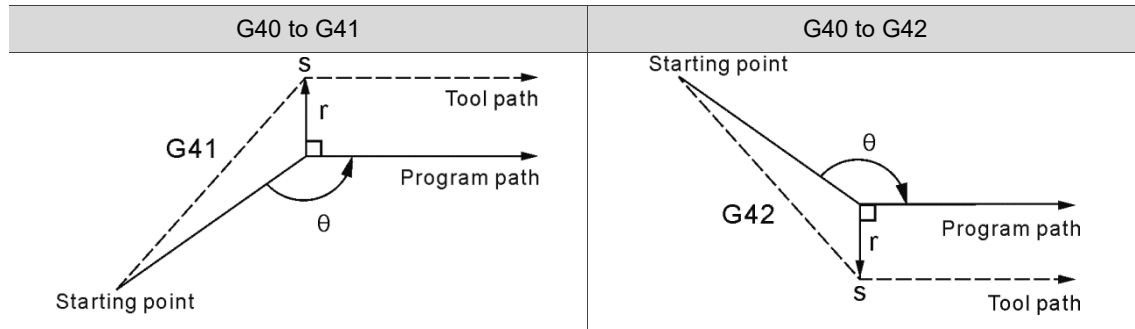 G40 to G41
G40 to G42
S
Tool path
r
G41
Program path
θ
Starting point
Starting point
θ
G42
Program path
r
S
Tool path